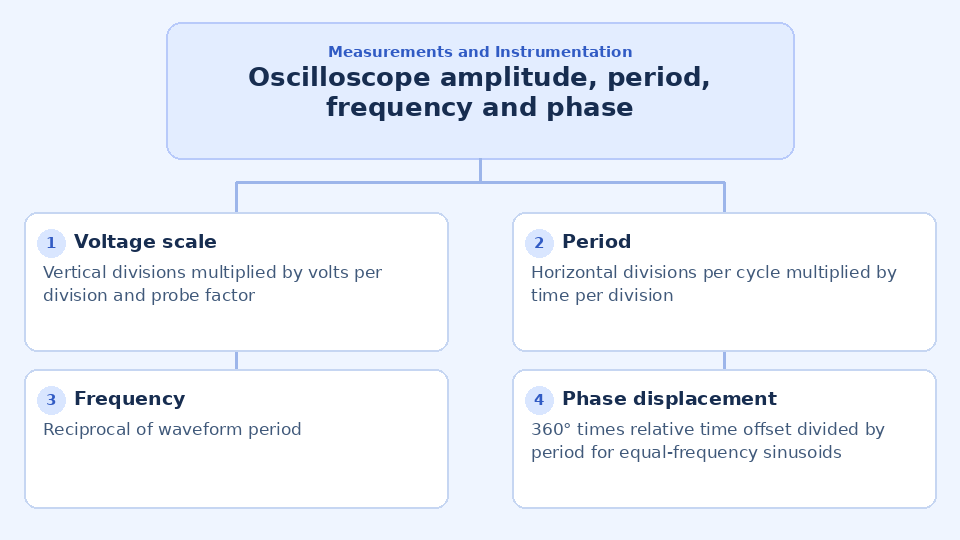 Measurements and Instrumentation
Oscilloscope amplitude, period,
frequency and phase
1 Voltage scale
Vertical divisions multiplied by volts per
division and probe factor
2 Period
Horizontal divisions per cycle multiplied by
time per division
3 Frequency
Reciprocal of waveform period
4 Phase displacement
360° times relative time offset divided by
period for equal-frequency sinusoids